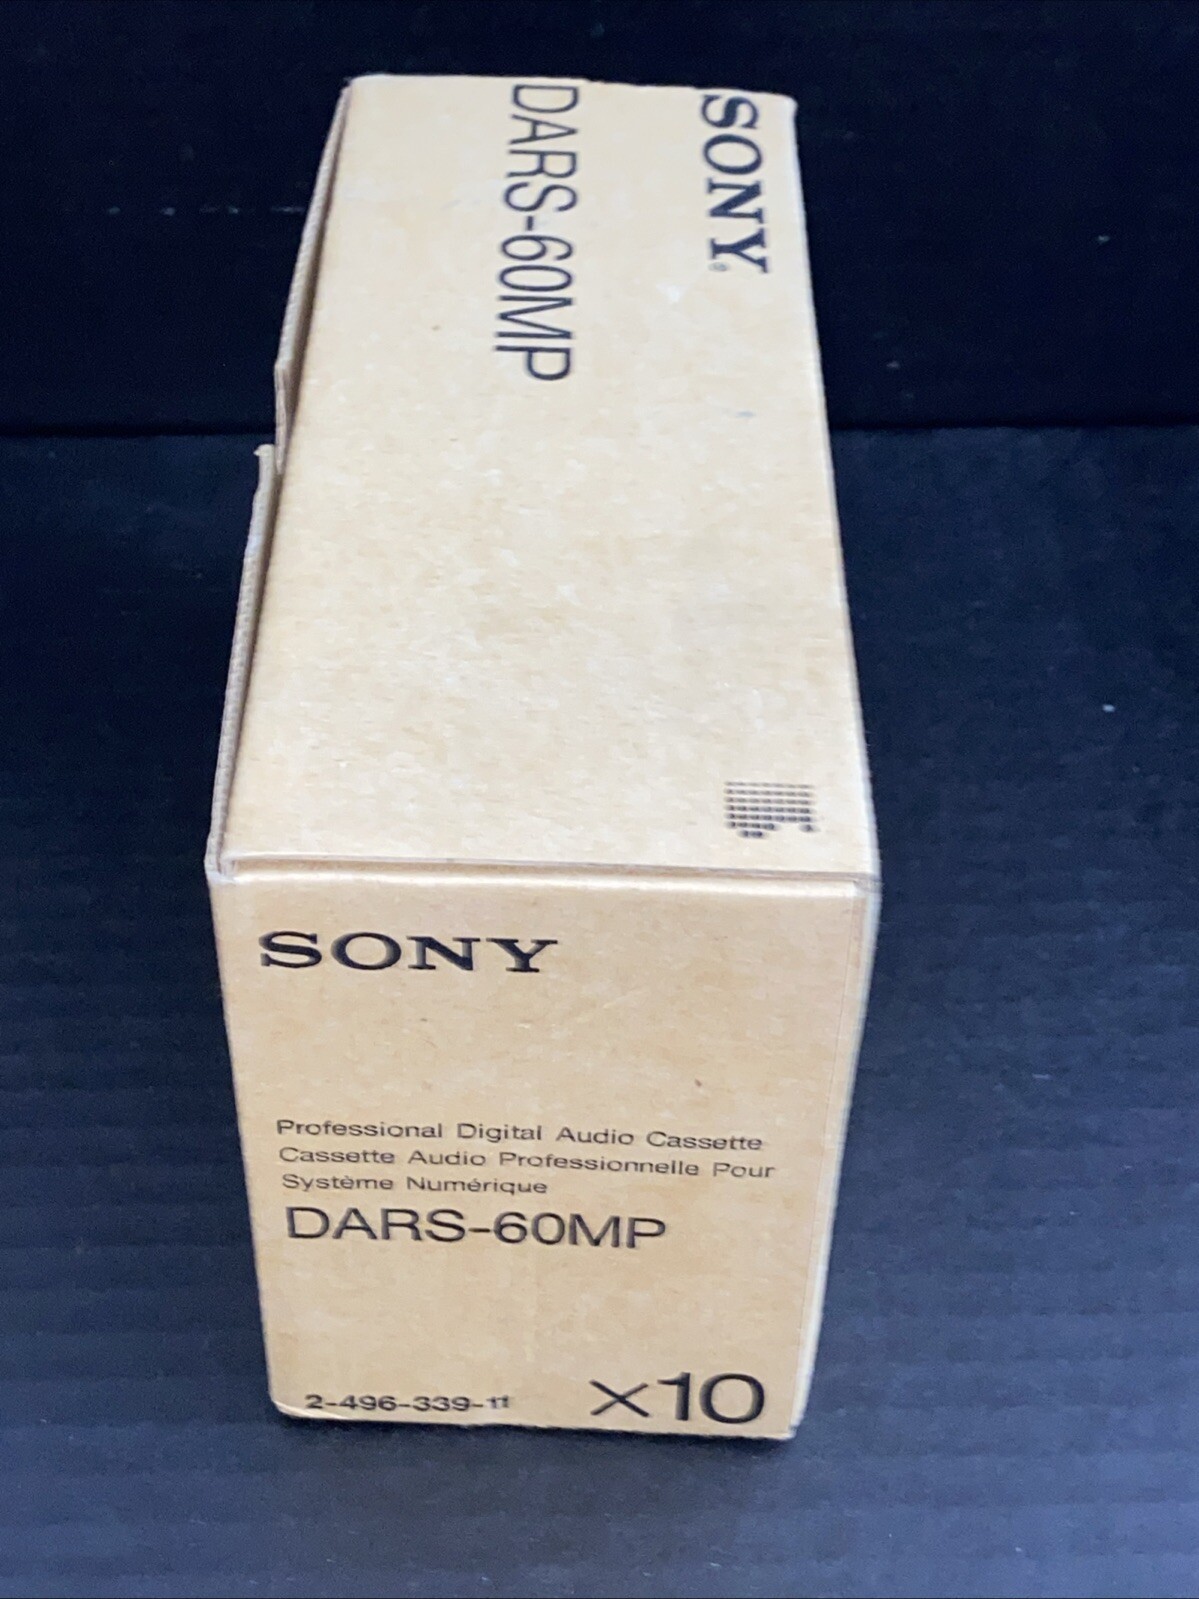 SONY
DARS-60MP
SONY
Professional Digital Audio Cassette
Cassette Audio Professionnelle Pour
Système Numérique
DARS-60MP
2-496-339-11
×10